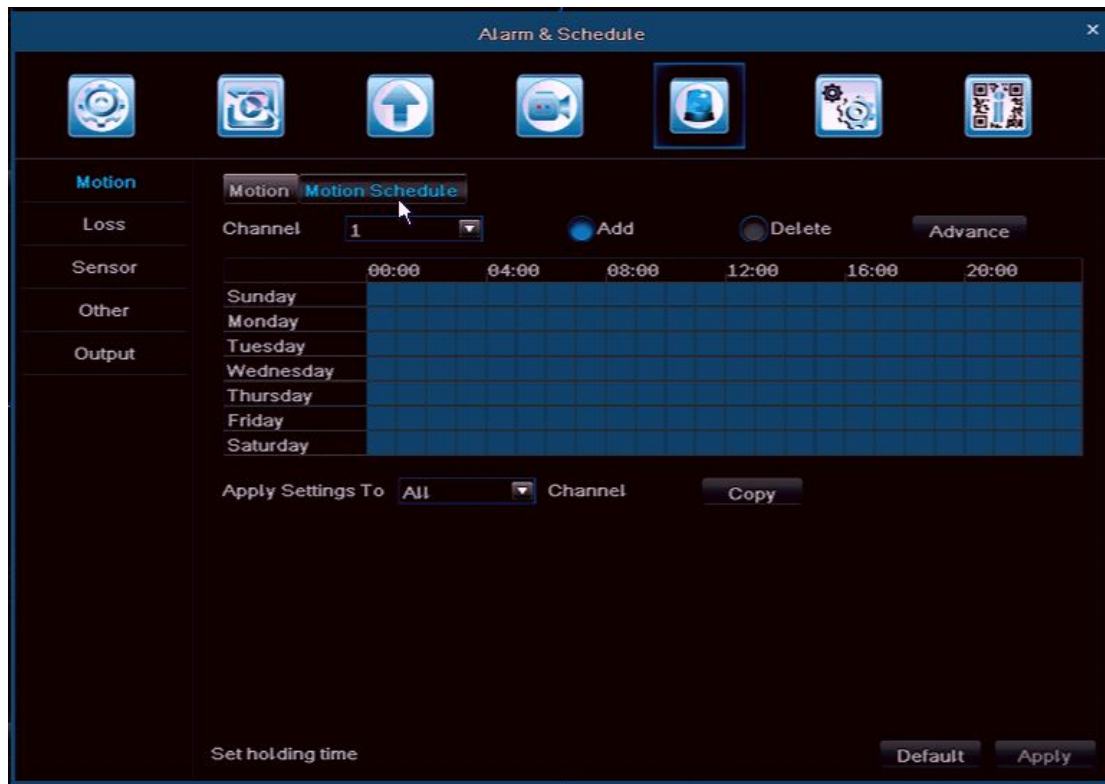 Alarm & Schedule ×
Motion
Loss
Sensor
Other
Output
Motion Motion Schedule
Channel 1 Add Delete Advance
00:00 04:00 08:00 12:00 16:00 20:00
Sunday
Monday
Tuesday
Wednesday
Thursday
Friday
Saturday
Apply Settings To All Channel Copy
Set holding time Default Apply